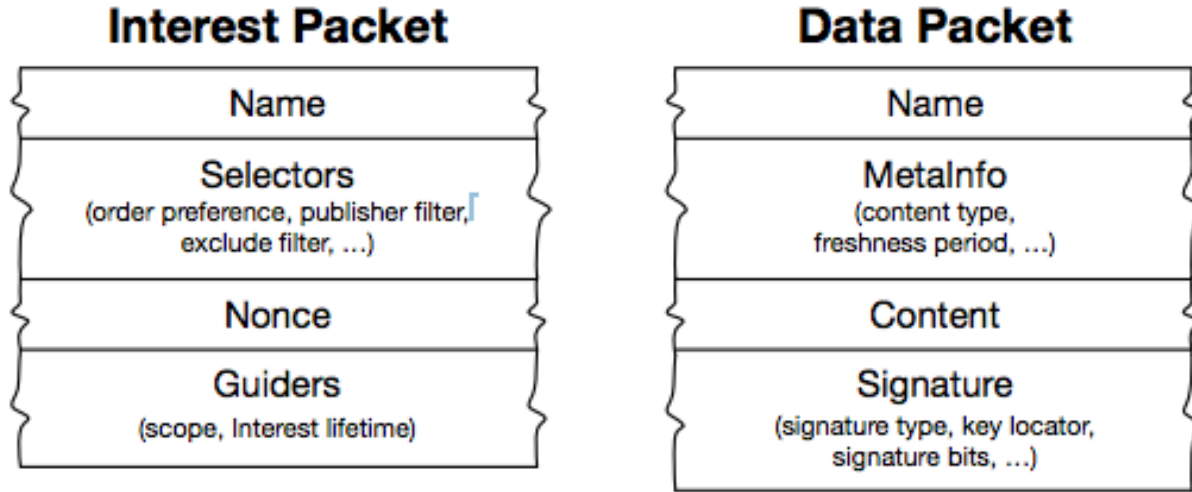 Interest Packet
Name
Selectors
(order preference, publisher filter,
exclude filter, ...)
Nonce
Guiders
(scope, Interest lifetime)
Data Packet
Name
MetaInfo
(content type,
freshness period, ...)
Content
Signature
(signature type, key locator,
signature bits, ...)